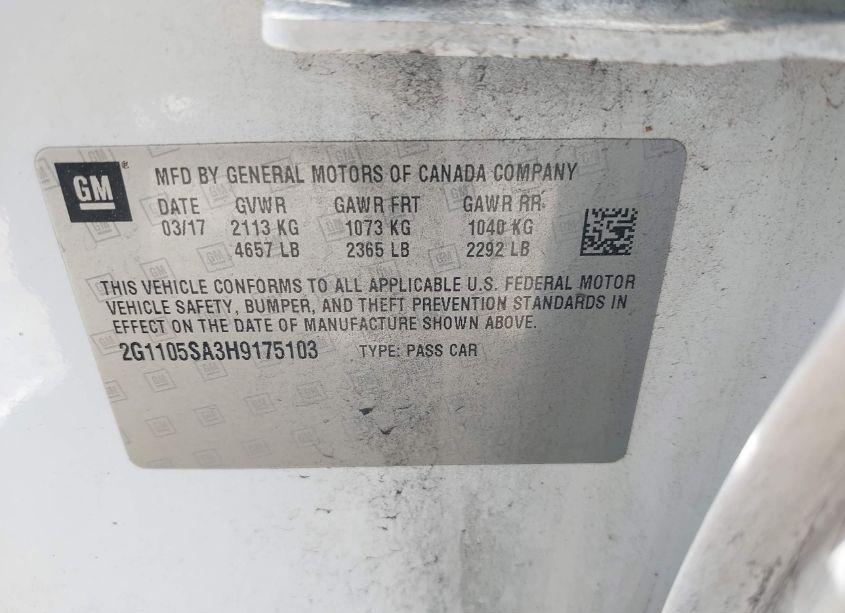 GM
MFD BY GENERAL MOTORS OF CANADA COMPANY
DATE GVWR GAWR FRT GAWR RR
03/17 2113 KG 1073 KG 1040 KG
4657 LB 2365 LB 2292 LB
THIS VEHICLE CONFORMS TO ALL APPLICABLE U.S. FEDERAL MOTOR
VEHICLE SAFETY, BUMPER, AND THEFT PREVENTION STANDARDS IN
EFFECT ON THE DATE OF MANUFACTURE SHOWN ABOVE.
2G1105SA3H9175103 TYPE: PASS CAR